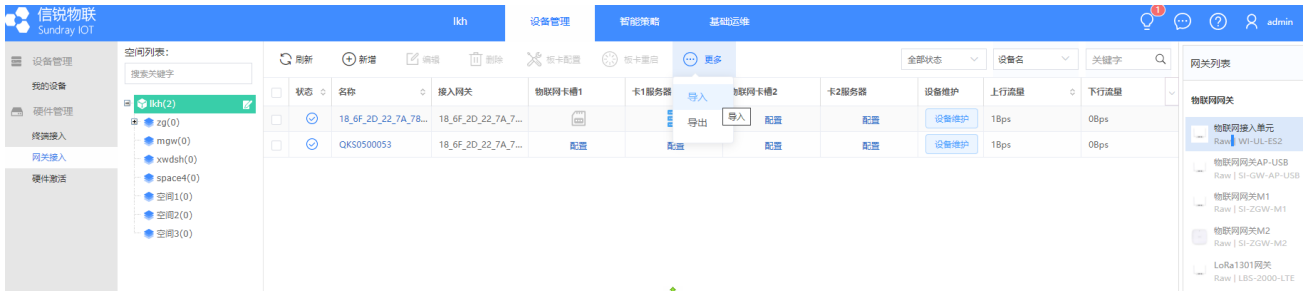 信锐物联
Sundray IOT
lkh 设备管理 智能策略 基础运维
1
admin
设备管理
我的设备
硬件管理
终端接入
网关接入
硬件激活
空间列表:
搜索关键字
lkh(2)
zg(0)
mgw(0)
xwdsh(0)
space4(0)
空间1(0)
空间2(0)
空间3(0)
刷新 新增 编辑 删除 板卡配置 板卡重启 更多 全部状态 设备名 关键字
状态 名称 接入网关 物联网卡槽1 卡1服务器 物联网卡槽2 卡2服务器 设备维护 上行流量 下行流量
18_6F_2D_22_7A_78... 18_6F_2D_22_7A_7... 配置 配置 设备维护 1Bps 0Bps
QKS0500053 18_6F_2D_22_7A_7... 配置 配置 配置 配置 设备维护 1Bps 0Bps
导入
导出
导入
网关列表
物联网网关
物联网接入单元
Raw | WI-UL-ES2
物联网网关AP-USB
Raw | SI-GW-AP-USB
物联网网关M1
Raw | SI-ZGW-M1
物联网网关M2
Raw | SI-ZGW-M2
LoRa1301网关
Raw | LBS-2000-LTE